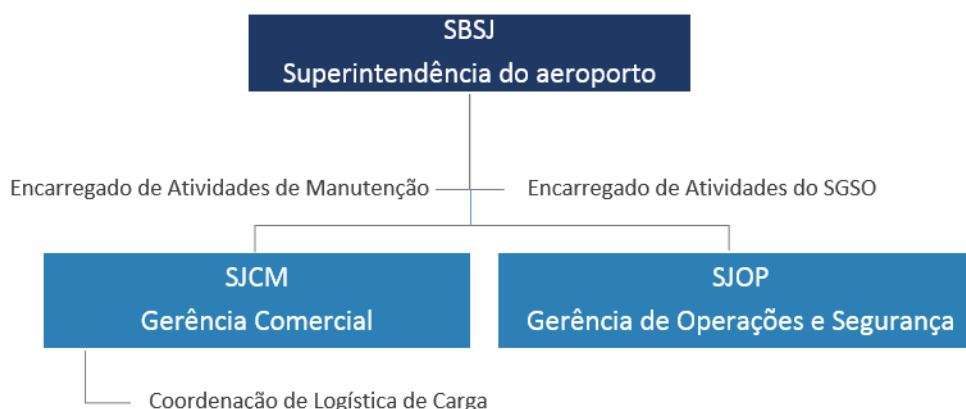 SBSJ
Superintendência do aeroporto
Encarregado de Atividades de Manutenção
Encarregado de Atividades do SGSO
SJCM
Gerência Comercial
SJOP
Gerência de Operações e Segurança
Coordenação de Logística de Carga